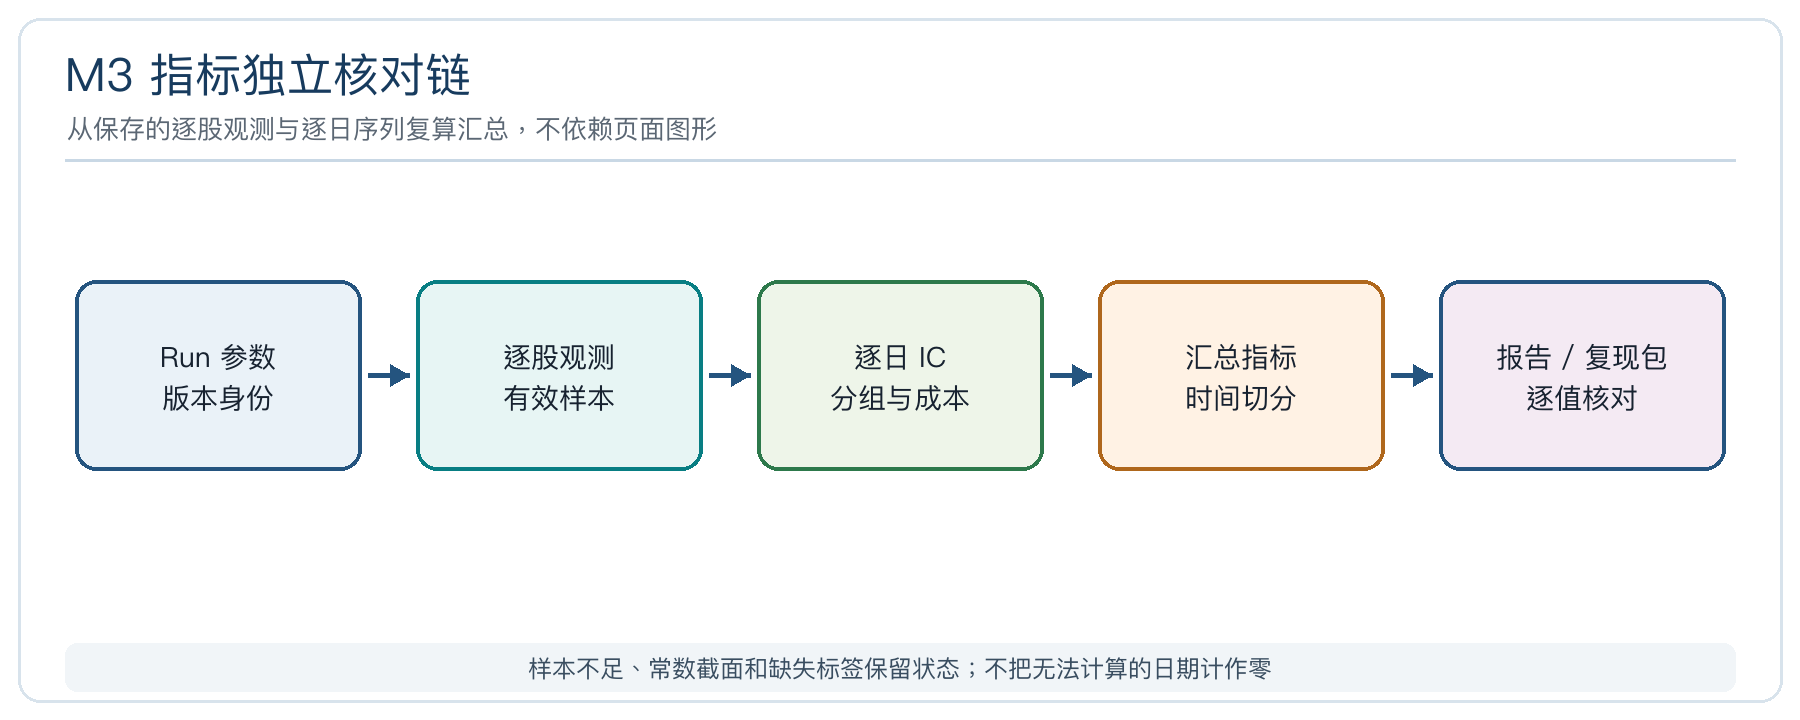 M3 指标独立核对链
从保存的逐股观测与逐日序列复算汇总，不依赖页面图形
Run 参数
版本身份
逐股观测
有效样本
逐日 IC
分组与成本
汇总指标
时间切分
报告 / 复现包
逐值核对
样本不足、常数截面和缺失标签保留状态；不把无法计算的日期计作零